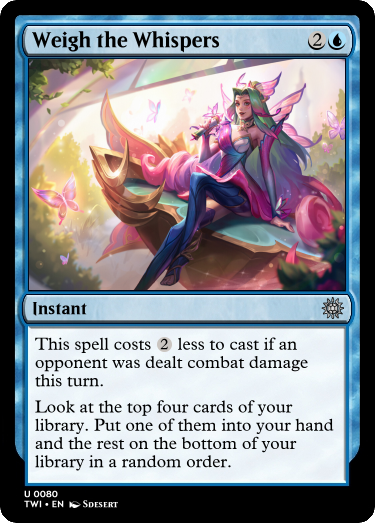 Weigh the Whispers 2
Instant
This spell costs 2 less to cast if an
opponent was dealt combat damage
this turn.
Look at the top four cards of your
library. Put one of them into your hand
and the rest on the bottom of your
library in a random order.
U 0080
TWI • EN Sdesert